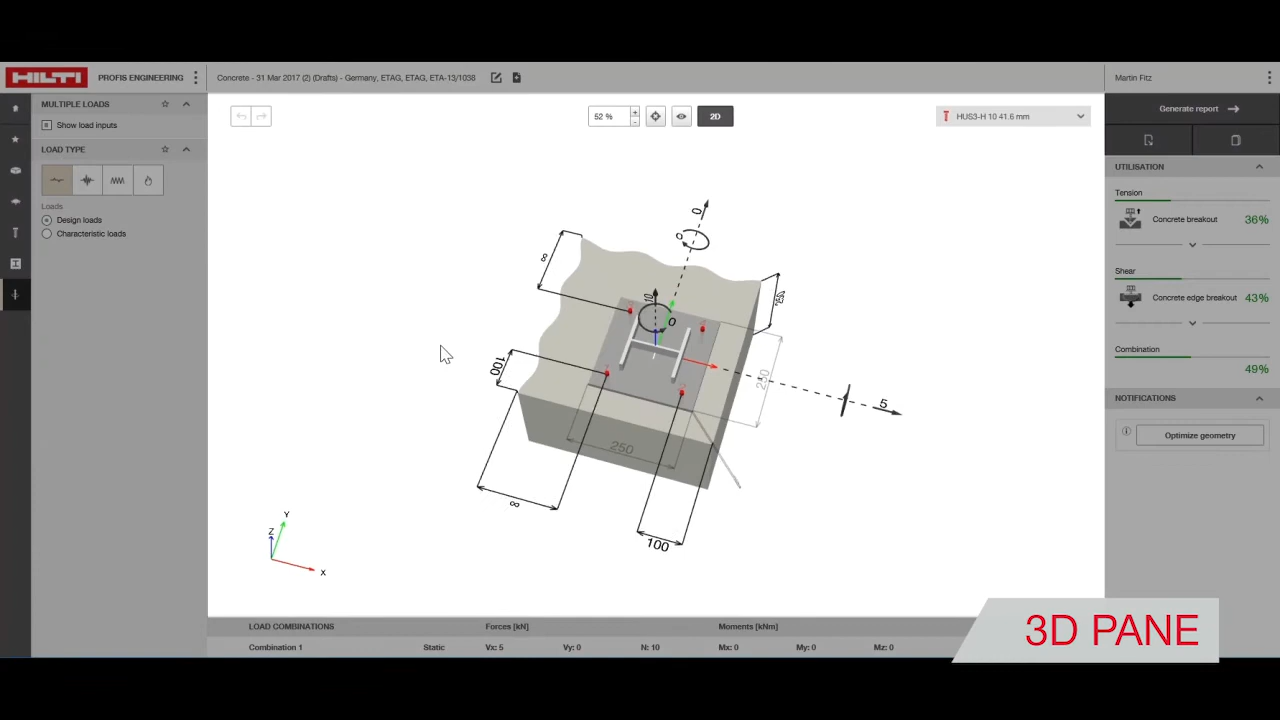 HILTI
PROFIS ENGINEERING
Concrete - 31 Mar 2017 (2) (Drafts) - Germany, ETAG, ETAG, ETA-13/1038
Martin Fitz
MULTIPLE LOADS
Show load inputs
LOAD TYPE
Loads
Design loads
Characteristic loads
52 %
2D
HUS3-H 10 41.6 mm
Generate report
UTILISATION
Tension
Concrete breakout 36%
Shear
Concrete edge breakout 43%
Combination
49%
NOTIFICATIONS
Optimize geometry
0
0
∞
10
0
250
100
5
250
250
∞
100
Y
Z
X
LOAD COMBINATIONS Forces [kN] Moments [kNm]
Combination 1 Static Vx: 5 Vy: 0 N: 10 Mx: 0 My: 0 Mz: 0
3D PANE